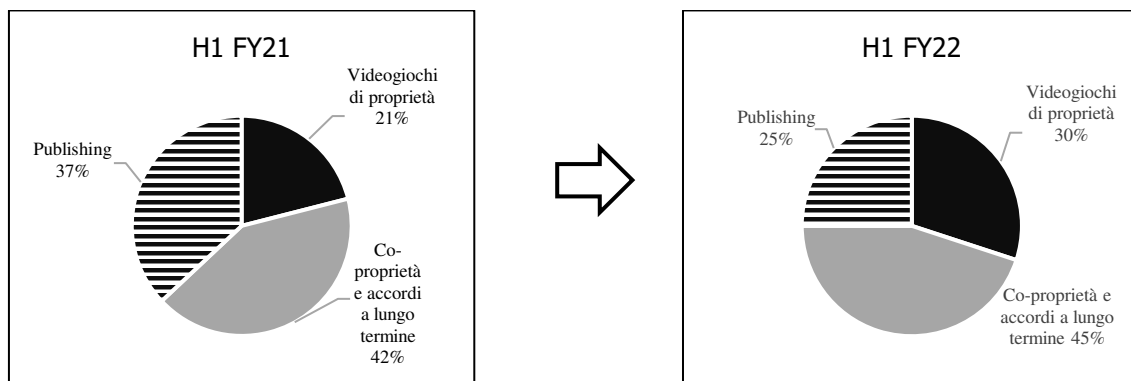 H1 FY21
Videogiochi
di proprietà
21%
Publishing
37%
Co-
proprietà
e accordi
a lungo
termine
42%
H1 FY22
Videogiochi
di proprietà
30%
Publishing
25%
Co-proprietà e
accordi a lungo
termine 45%